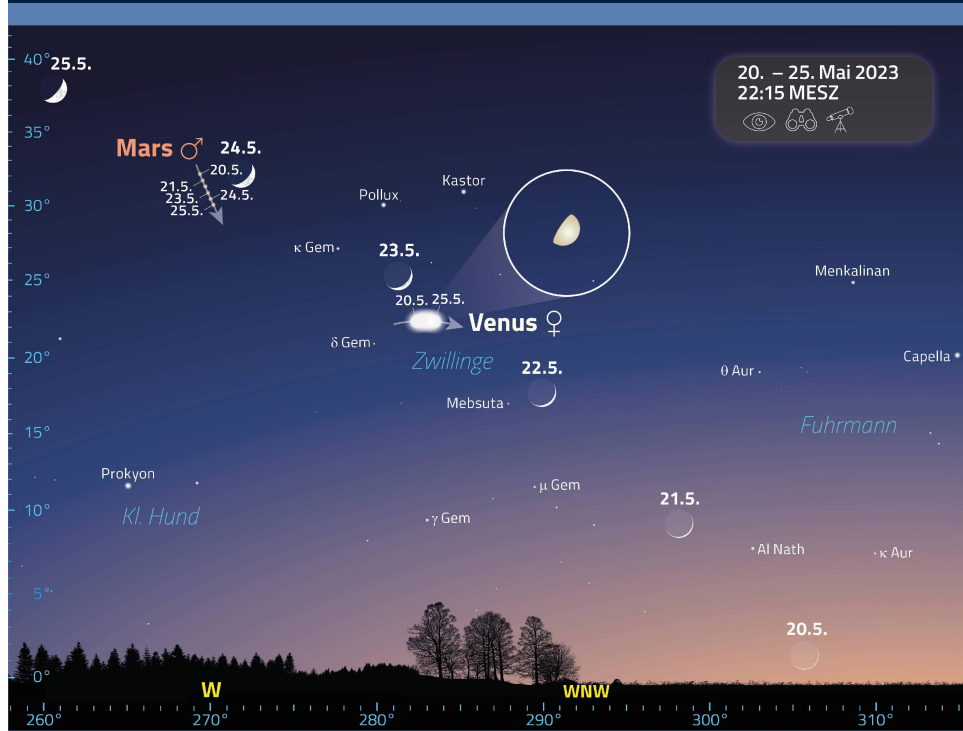 40° 25.5.
20. – 25. Mai 2023
22:15 MESZ
35°
Mars ♂ 24.5.
20.5.
21.5.
23.5. 24.5.
25.5.
30°
Pollux
Kastor
κ Gem
23.5.
25°
Menkalinan
20.5. 25.5.
Venus ♀
δ Gem
20°
Zwillinge
22.5.
θ Aur
Capella
Mebsuta
15°
Fuhrmann
Prokyon
μ Gem
21.5.
10°
Kl. Hund
γ Gem
Al Nath
κ Aur
5°
20.5.
0°
W
WNW
260° 270° 280° 290° 300° 310°